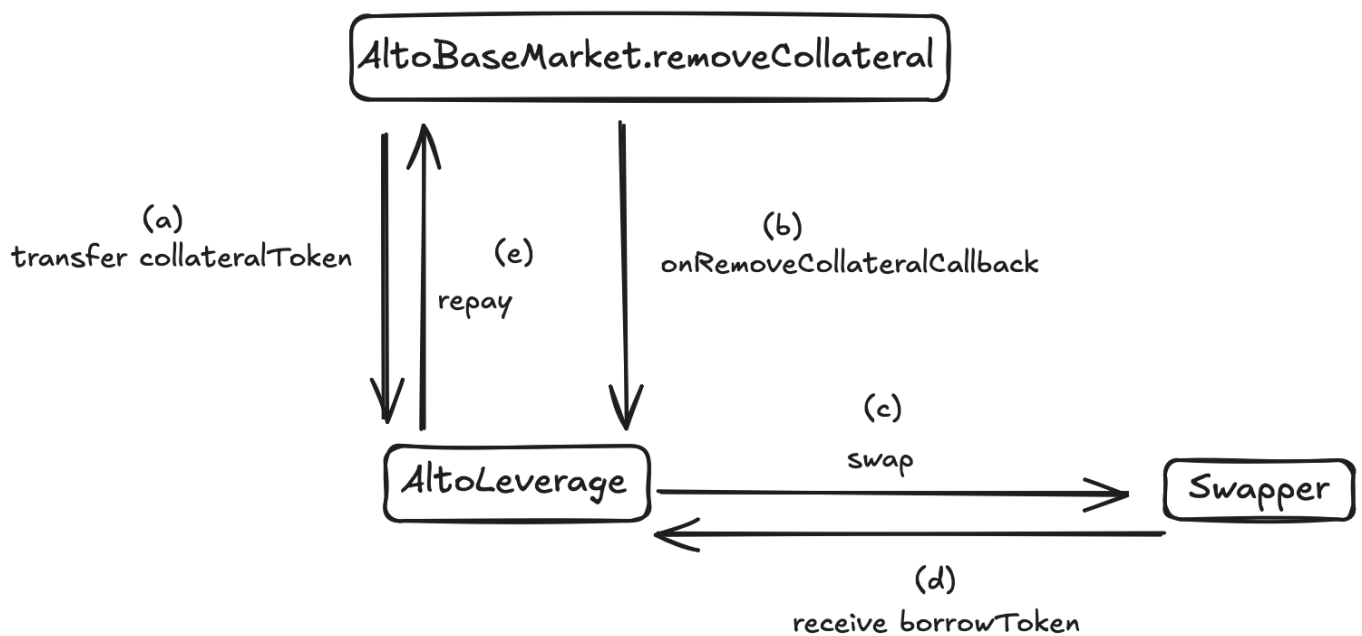 AltoBaseMarket.removeCollateral
(a)
transfer collateralToken
(e)
repay
(b)
onRemoveCollateralCallback
(c)
swap
AltoLeverage
Swapper
(d)
receive borrowToken